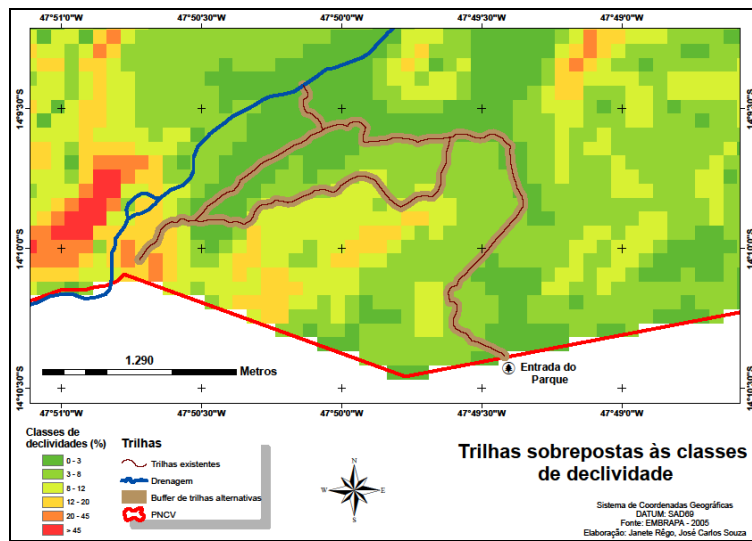 47°51'0"W 47°50'30"W 47°50'0"W 47°49'30"W 47°49'0"W
14°9'30"S 14°9'30"S
14°10'0"S 14°10'0"S
1.290
Metros
Entrada do
Parque
14°10'30"S 14°10'30"S
47°51'0"W 47°50'30"W 47°50'0"W 47°49'30"W 47°49'0"W
Classes de
declividades (%)
0 - 3
3 - 8
8 - 12
12 - 20
20 - 45
> 45
Trilhas
Trilhas existentes
Drenagem
Buffer de trilhas alternativas
PNCV
N
W E
S
Trilhas sobrepostas às classes
de declividade
Sistema de Coordenadas Geográficas
DATUM: SAD69
Fonte: EMBRAPA - 2005
Elaboração: Janete Rêgo, José Carlos Souza